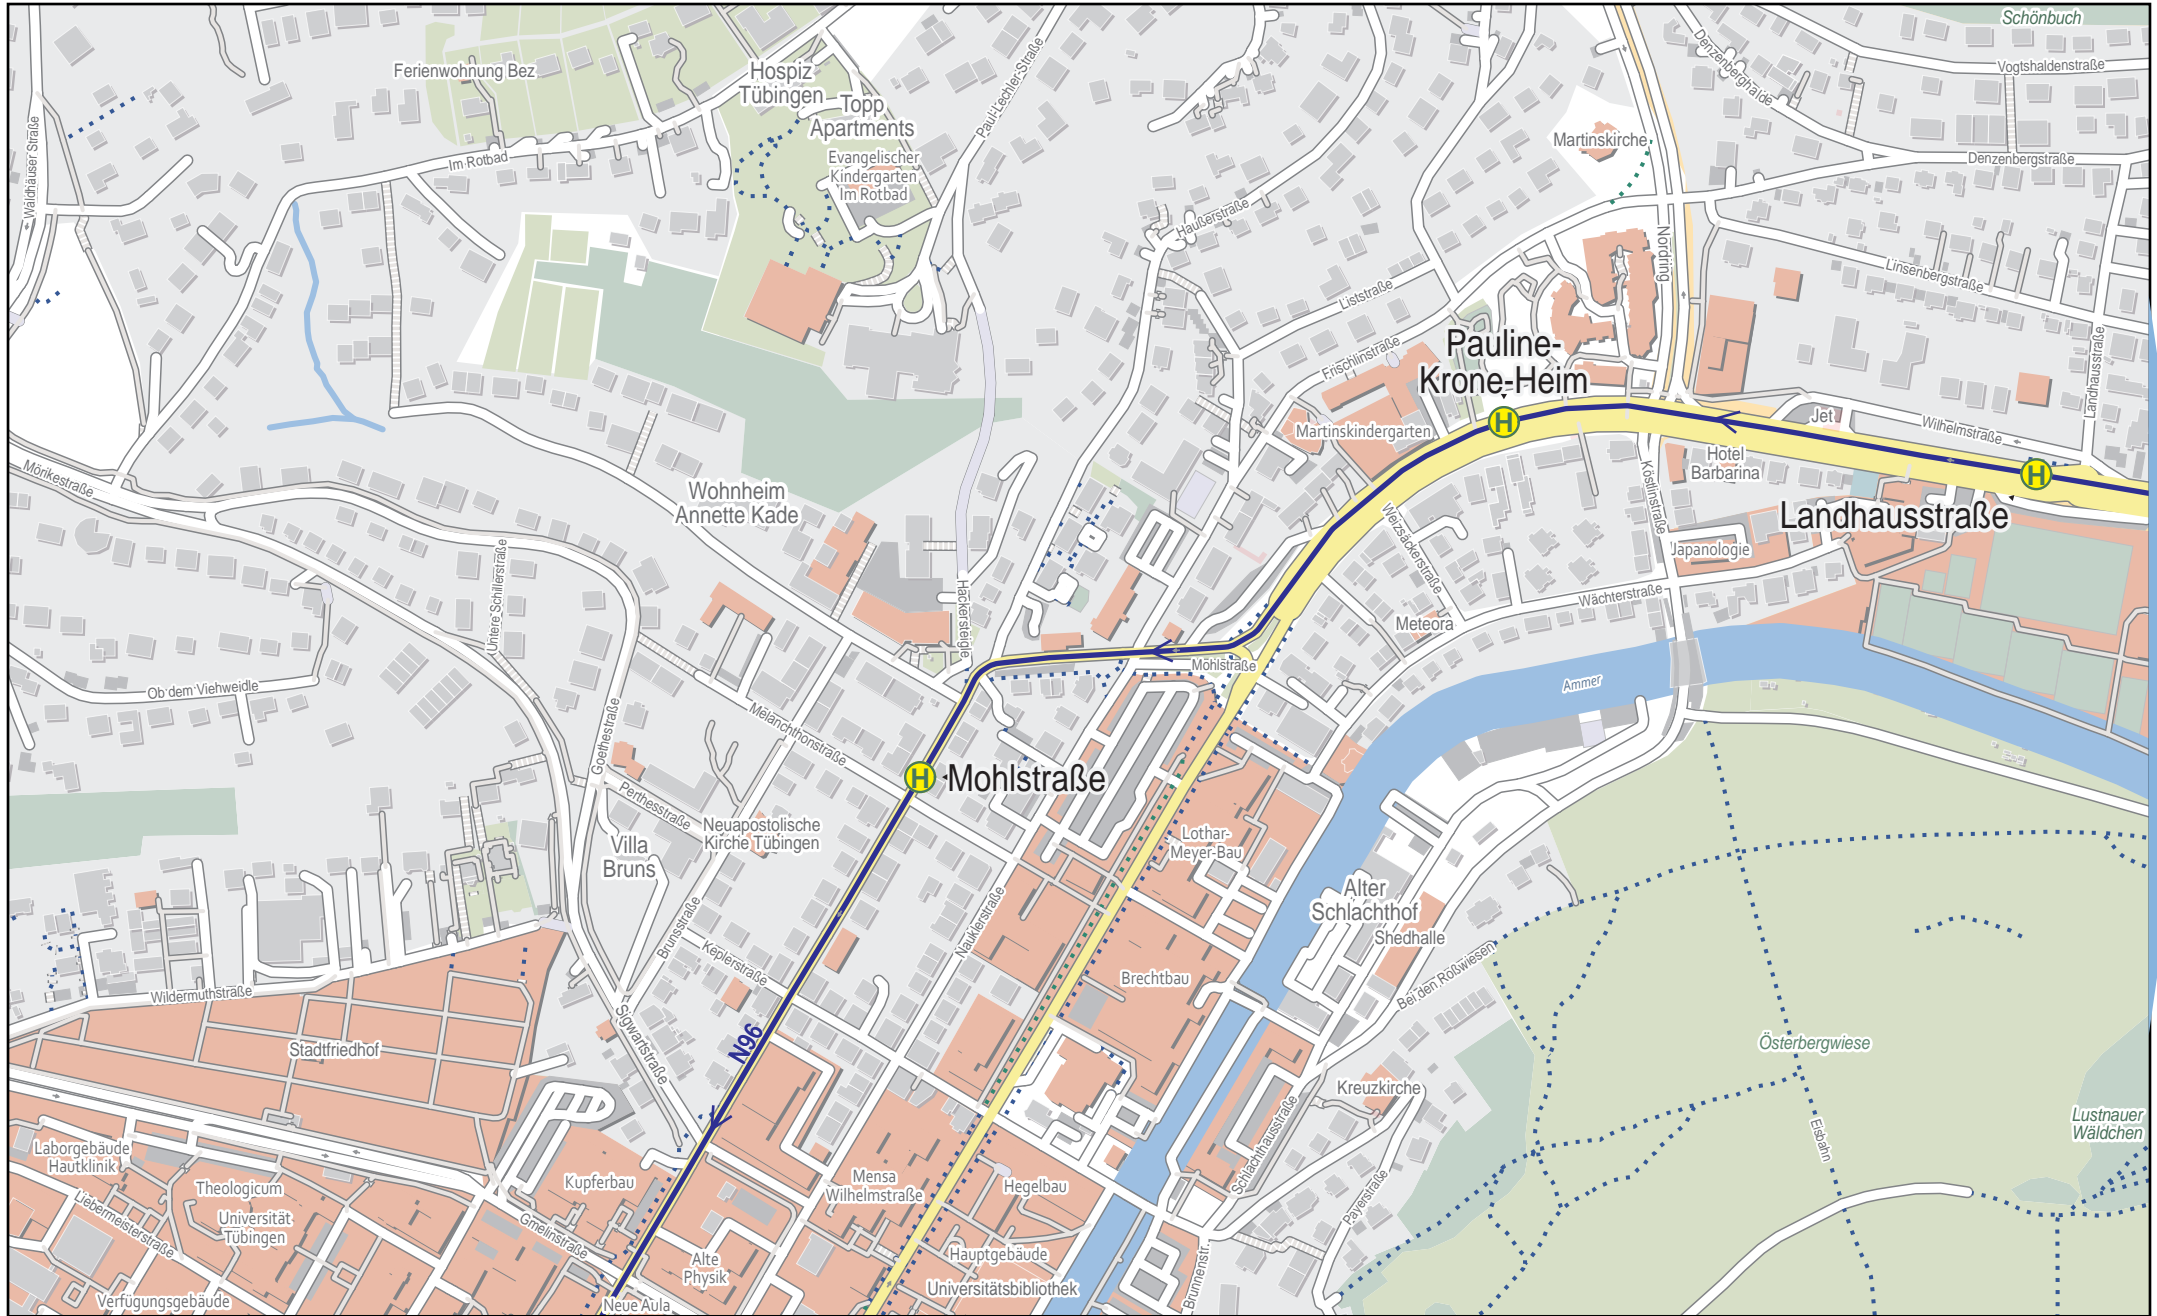 Schönbuch
Vogtshaldenstraße
Denzenberghalde
Ferienwohnung Bez
Hospiz
Tübingen
Topp
Apartments
Paul-Lechler-Straße
Waldhäuser Straße
Im Rotbad
Evangelischer
Kindergarten
Im Rotbad
Martinskirche
Denzenbergstraße
Haußerstraße
Nordring
Linsenbergstraße
Liststraße
Frischlinstraße
Pauline-
Krone-Heim
H
Landhausstraße
Jet
Wilhelmstraße
Martinskindergarten
Hotel
Barbarina
H
Landhausstraße
Mörikestraße
Wohnheim
Annette Kade
Köstlinstraße
Weizsäckerstraße
Japanologie
Untere Schillerstraße
Hackersteigle
Wächterstraße
Meteora
Mohlstraße
Ammer
Ob dem Viehweidle
Goethestraße
Melanchthonstraße
H
Mohlstraße
Perthesstraße
Neuapostolische
Kirche Tübingen
Villa
Bruns
Lothar-
Meyer-Bau
Alter
Schlachthof
Shedhalle
Brunsstraße
Keplerstraße
Nauklerstraße
Brechtbau
Bei den Roßwiesen
Wildermuthstraße
Sigwartstraße
N96
Stadtfriedhof
Österbergwiese
Kreuzkirche
Schlachthausstraße
Eisbahn
Lustnauer
Wäldchen
Laborgebäude
Hautklinik
Theologicum
Kupferbau
Mensa
Wilhelmstraße
Hegelbau
Liebermeisterstraße
Universität
Tübingen
Gmelinstraße
Payerstraße
Alte
Physik
Hauptgebäude
Universitätsbibliothek
Brunnenstr.
Verfügungsgebäude
Neue Aula